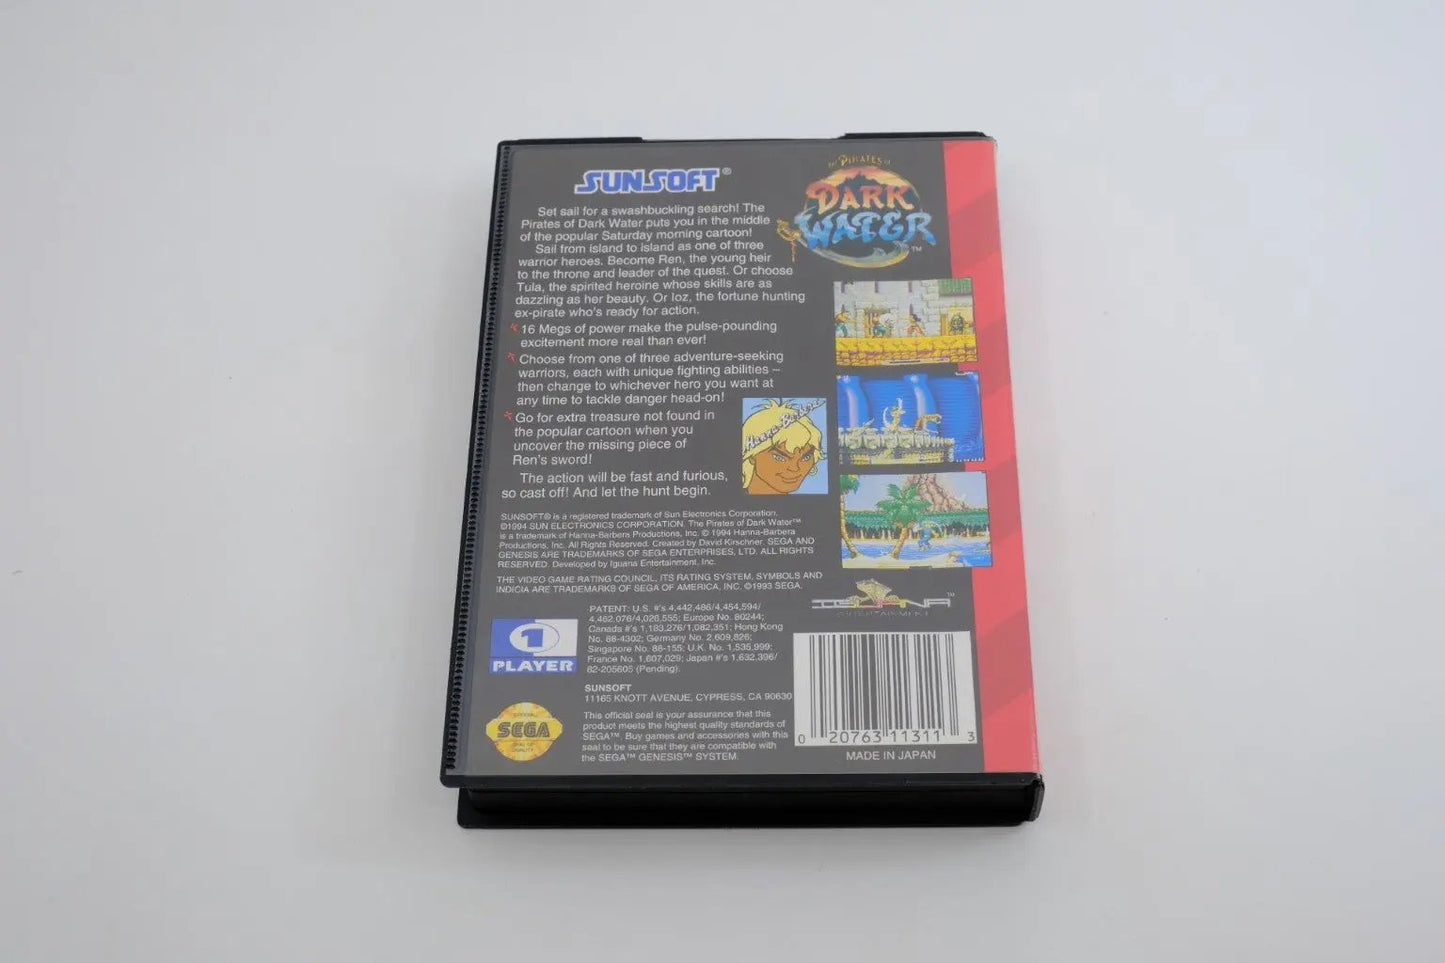 SUNSOFT®
THE PIRATES OF
DARK
WATER™
Set sail for a swashbuckling search! The
Pirates of Dark Water puts you in the middle
of the popular Saturday morning cartoon!
Sail from island to island as one of three
warrior heroes. Become Ren, the young heir
to the throne and leader of the quest. Or choose
Tula, the spirited heroine whose skills are as
dazzling as her beauty. Or Ioz, the fortune hunting
ex-pirate who's ready for action.
16 Megs of power make the pulse-pounding
excitement more real than ever!
Choose from one of three adventure-seeking
warriors, each with unique fighting abilities –
then change to whichever hero you want at
any time to tackle danger head-on!
Go for extra treasure not found in
the popular cartoon when you
uncover the missing piece of
Ren's sword!
The action will be fast and furious,
so cast off! And let the hunt begin.
Hanna-Barbera
SUNSOFT® is a registered trademark of Sun Electronics Corporation.
©1994 SUN ELECTRONICS CORPORATION. The Pirates of Dark Water™
is a trademark of Hanna-Barbera Productions, Inc. © 1994 Hanna-Barbera
Productions, Inc. All Rights Reserved. Created by David Kirschner. SEGA AND
GENESIS ARE TRADEMARKS OF SEGA ENTERPRISES, LTD. ALL RIGHTS
RESERVED. Developed by Iguana Entertainment, Inc.
THE VIDEO GAME RATING COUNCIL, ITS RATING SYSTEM, SYMBOLS AND
INDICIA ARE TRADEMARKS OF SEGA OF AMERICA, INC. ©1993 SEGA.
IGUANA™
ENTERTAINMENT
1
PLAYER
PATENT: U.S. #'s 4,442,486/4,454,594/
4,462,076/4,026,555; Europe No. 80244;
Canada #'s 1,183,276/1,082,351; Hong Kong
No. 88-4302; Germany No. 2,609,826;
Singapore No. 88-155; U.K. No. 1,535,999;
France No. 1,607,029; Japan #'s 1,632,396/
82-205605 (Pending).
SUNSOFT
11165 KNOTT AVENUE, CYPRESS, CA 90630
OFFICIAL
SEGA
SEAL OF
QUALITY
This official seal is your assurance that this
product meets the highest quality standards of
SEGA™. Buy games and accessories with this
seal to be sure that they are compatible with
the SEGA™ GENESIS™ SYSTEM.
0 20763 11311 3
MADE IN JAPAN